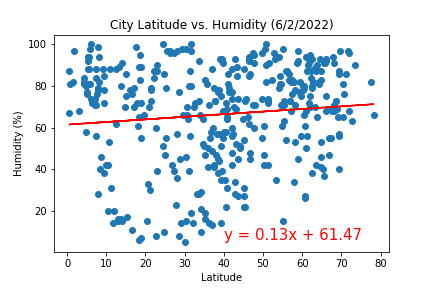 City Latitude vs. Humidity (6/2/2022)
100
80
60
40
20
Humidity (%)
y = 0.13x + 61.47
0 10 20 30 40 50 60 70 80
Latitude